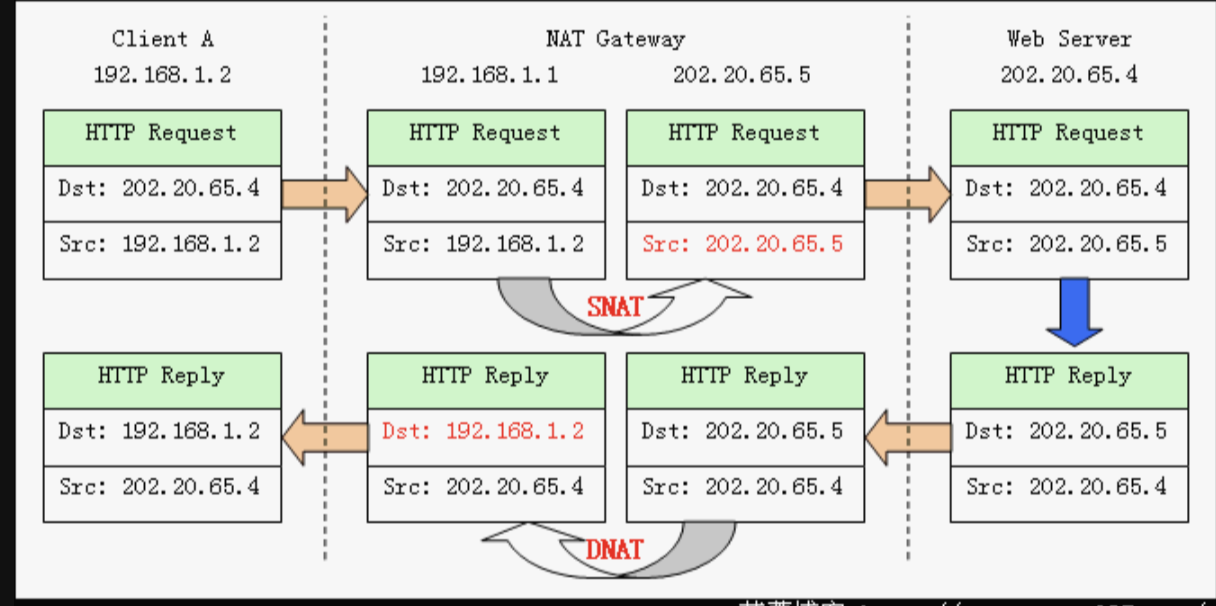 Client A
192.168.1.2
NAT Gateway
192.168.1.1
202.20.65.5
Web Server
202.20.65.4
HTTP Request
Dst: 202.20.65.4
Src: 192.168.1.2
HTTP Request
Dst: 202.20.65.4
Src: 192.168.1.2
HTTP Request
Dst: 202.20.65.4
Src: 202.20.65.5
HTTP Request
Dst: 202.20.65.4
Src: 202.20.65.5
SNAT
HTTP Reply
Dst: 192.168.1.2
Src: 202.20.65.4
HTTP Reply
Dst: 192.168.1.2
Src: 202.20.65.4
HTTP Reply
Dst: 202.20.65.5
Src: 202.20.65.4
HTTP Reply
Dst: 202.20.65.5
Src: 202.20.65.4
DNAT